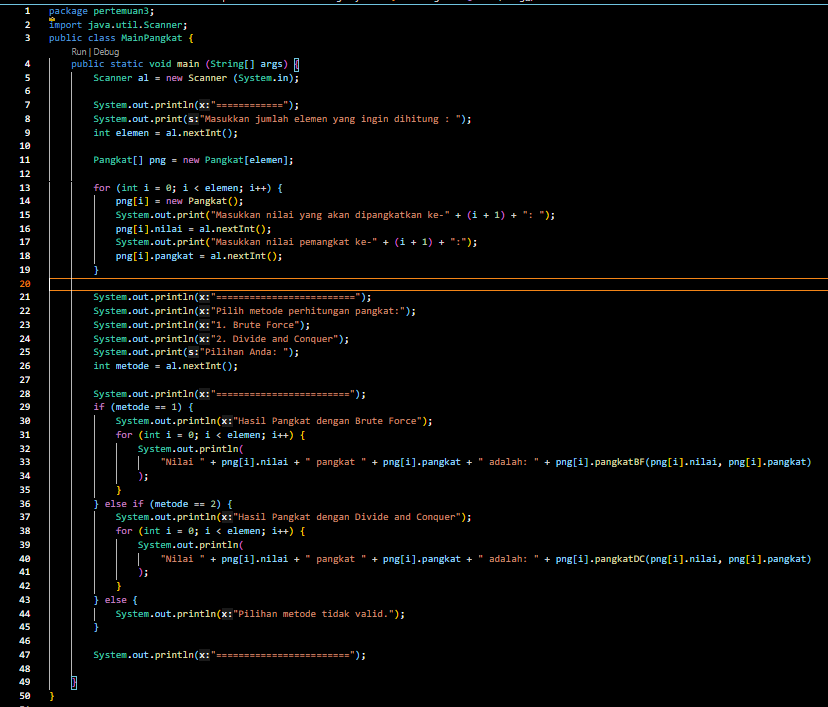 1 package pertemuan3;
2 import java.util.Scanner;
3 public class MainPangkat {
Run | Debug
4 public static void main (String[] args) {
5 Scanner al = new Scanner (System.in);
6
7 System.out.println(x:"============");
8 System.out.print(s:"Masukkan jumlah elemen yang ingin dihitung : ");
9 int elemen = al.nextInt();
10
11 Pangkat[] png = new Pangkat[elemen];
12
13 for (int i = 0; i < elemen; i++) {
14 png[i] = new Pangkat();
15 System.out.print("Masukkan nilai yang akan dipangkatkan ke-" + (i + 1) + ": ");
16 png[i].nilai = al.nextInt();
17 System.out.print("Masukkan nilai pemangkat ke-" + (i + 1) + ":");
18 png[i].pangkat = al.nextInt();
19 }
20
21 System.out.println(x:"=========================");
22 System.out.println(x:"Pilih metode perhitungan pangkat:");
23 System.out.println(x:"1. Brute Force");
24 System.out.println(x:"2. Divide and Conquer");
25 System.out.print(s:"Pilihan Anda: ");
26 int metode = al.nextInt();
27
28 System.out.println(x:"========================");
29 if (metode == 1) {
30 System.out.println(x:"Hasil Pangkat dengan Brute Force");
31 for (int i = 0; i < elemen; i++) {
32 System.out.println(
33 "Nilai " + png[i].nilai + " pangkat " + png[i].pangkat + " adalah: " + png[i].pangkatBF(png[i].nilai, png[i].pangkat)
34 );
35 }
36 } else if (metode == 2) {
37 System.out.println(x:"Hasil Pangkat dengan Divide and Conquer");
38 for (int i = 0; i < elemen; i++) {
39 System.out.println(
40 "Nilai " + png[i].nilai + " pangkat " + png[i].pangkat + " adalah: " + png[i].pangkatDC(png[i].nilai, png[i].pangkat)
41 );
42 }
43 } else {
44 System.out.println(x:"Pilihan metode tidak valid.");
45 }
46
47 System.out.println(x:"========================");
48
49 }
50 }